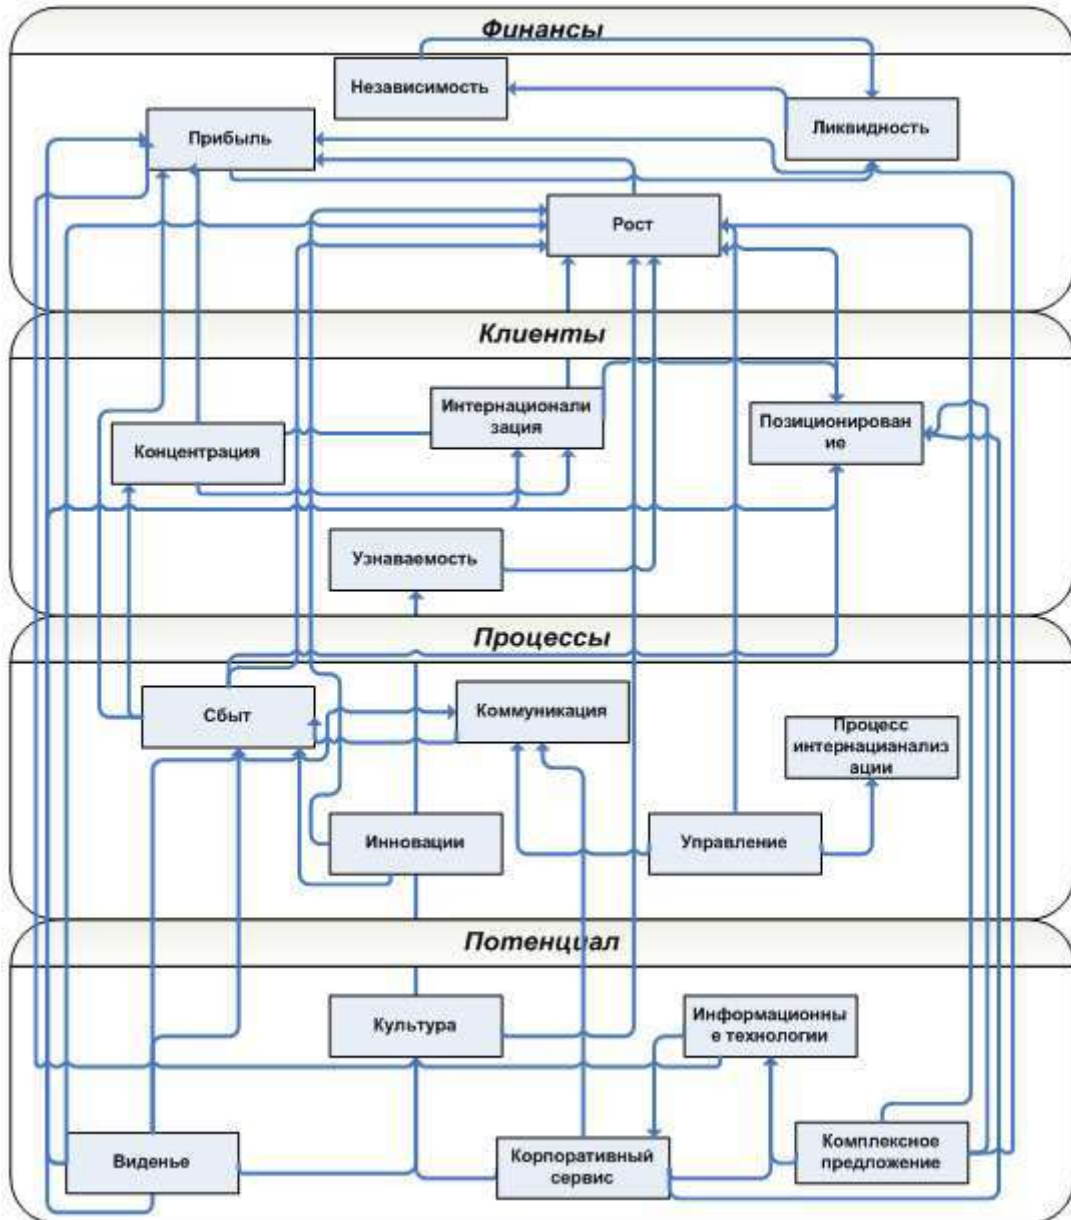 Финансы
Независимость
Ликвидность
Прибыль
Рост
Клиенты
Интернационали
зация
Позиционирован
ие
Концентрация
Узнаваемость
Процессы
Сбыт
Коммуникация
Процесс
интернацианализ
ации
Инновации
Управление
Потенциал
Культура
Информационны
е технологии
Виденье
Корпоративный
сервис
Комплексное
предложение